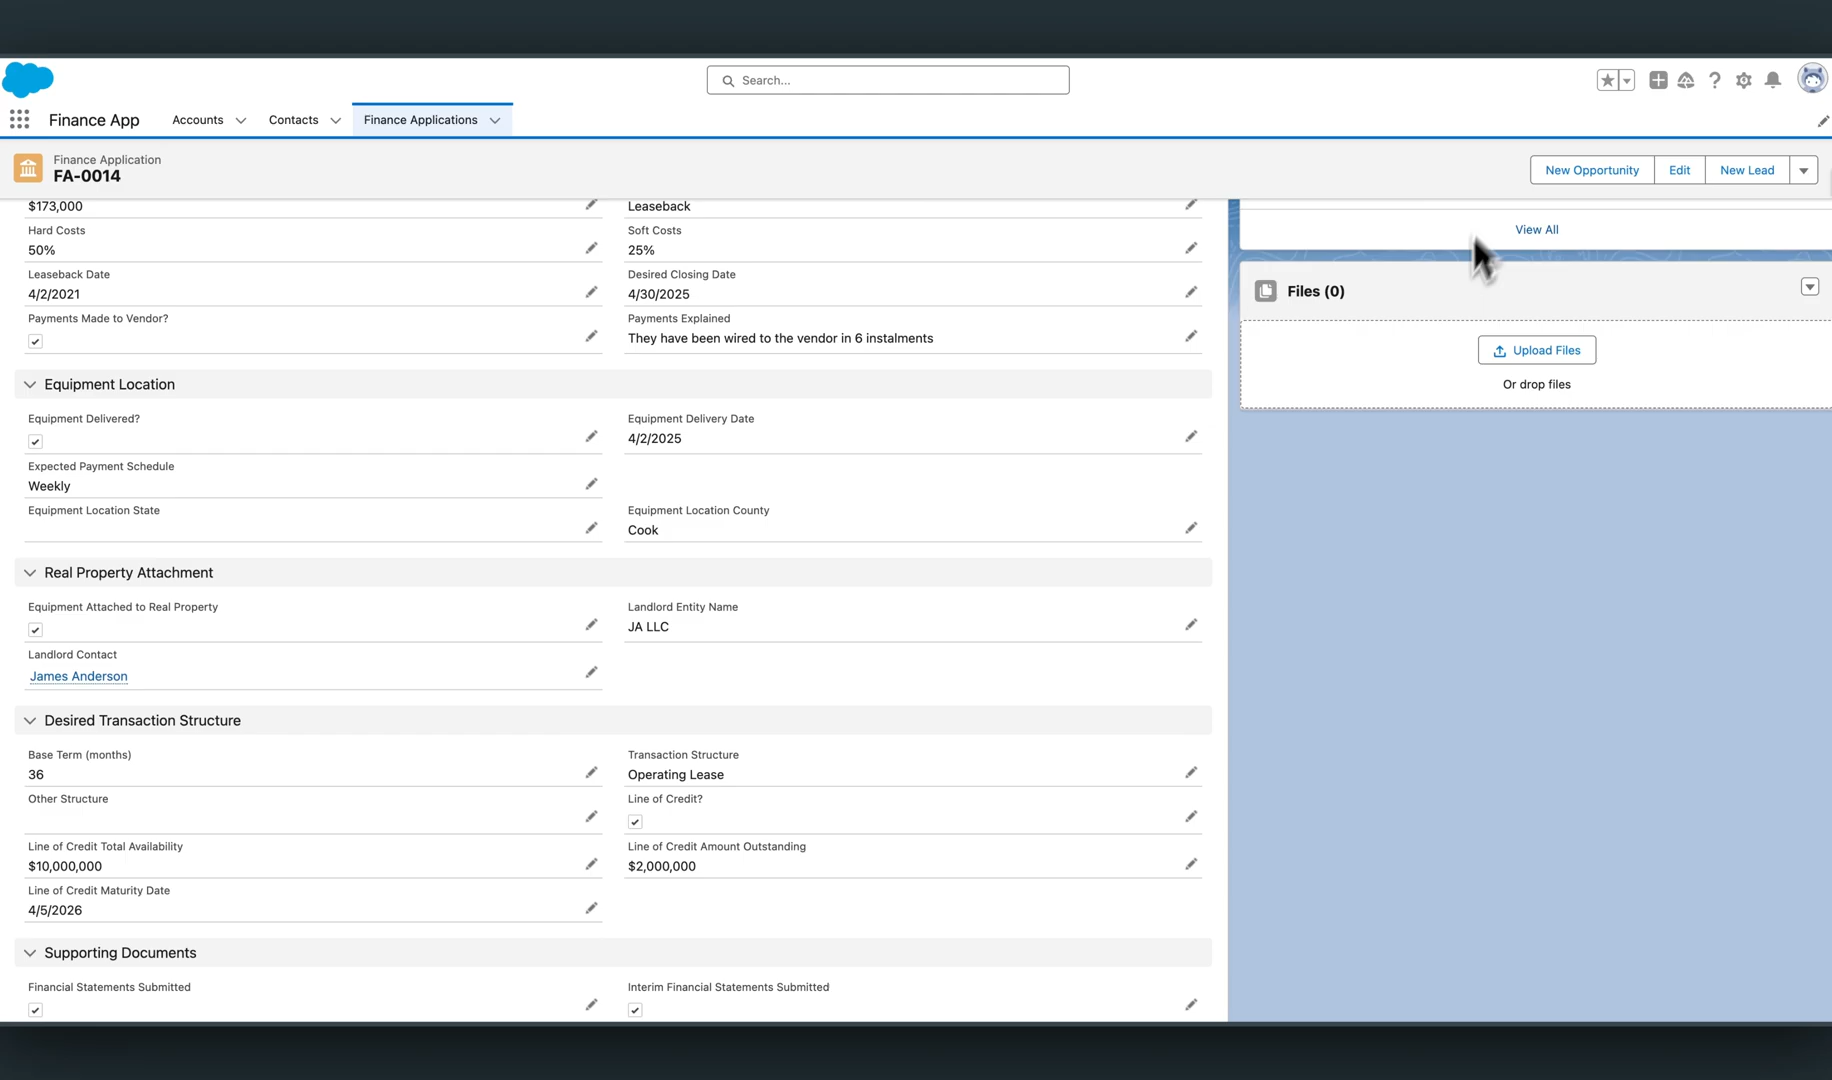 Search...
Finance App
Accounts
Contacts
Finance Applications
Finance Application
FA-0014
New Opportunity
Edit
New Lead
$173,000
Leaseback
Hard Costs
50%
Soft Costs
25%
Leaseback Date
4/2/2021
Desired Closing Date
4/30/2025
Payments Made to Vendor?
Payments Explained
They have been wired to the vendor in 6 instalments
Equipment Location
Equipment Delivered?
Equipment Delivery Date
4/2/2025
Expected Payment Schedule
Weekly
Equipment Location State
Equipment Location County
Cook
Real Property Attachment
Equipment Attached to Real Property
Landlord Entity Name
JA LLC
Landlord Contact
James Anderson
Desired Transaction Structure
Base Term (months)
36
Transaction Structure
Operating Lease
Other Structure
Line of Credit?
Line of Credit Total Availability
$10,000,000
Line of Credit Amount Outstanding
$2,000,000
Line of Credit Maturity Date
4/5/2026
Supporting Documents
Financial Statements Submitted
Interim Financial Statements Submitted
View All
Files (0)
Upload Files
Or drop files